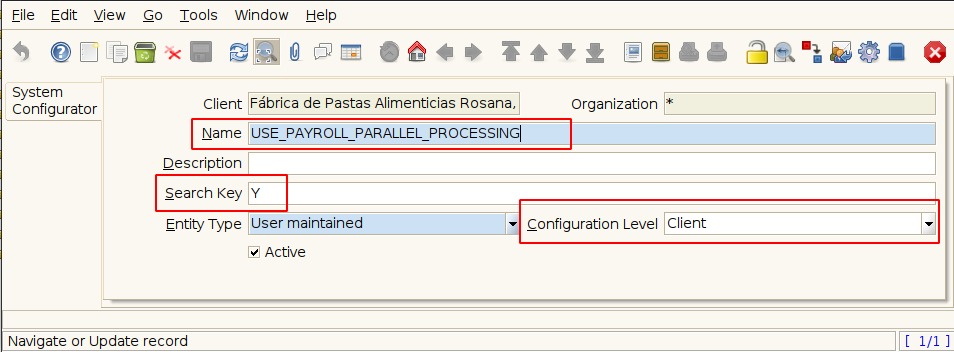 File Edit View Go Tools Window Help
System
Configurator
Client Fábrica de Pastas Alimenticias Rosana, Organization *
Name USE_PAYROLL_PARALLEL_PROCESSING
Description
Search Key Y
Entity Type User maintained Configuration Level Client
Active
Navigate or Update record [ 1/1 ]